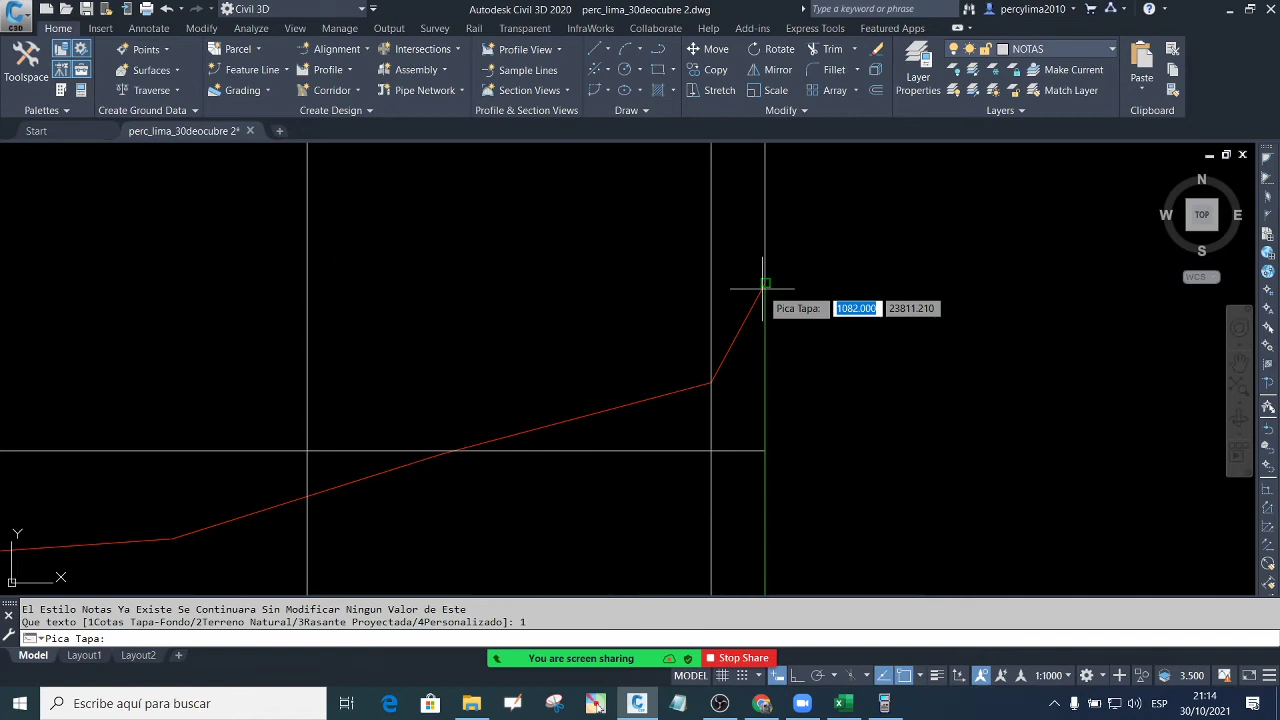 C3D
Civil 3D
Autodesk Civil 3D 2020
perc_lima_30deocubre 2.dwg
Type a keyword or phrase
percylima2010
Home
Insert
Annotate
Modify
Analyze
View
Manage
Output
Survey
Rail
Transparent
InfraWorks
Collaborate
Help
Add-ins
Express Tools
Featured Apps
Toolspace
Palettes
Points
Surfaces
Traverse
Create Ground Data
Parcel
Feature Line
Grading
Alignment
Profile
Corridor
Intersections
Assembly
Pipe Network
Create Design
Profile View
Sample Lines
Section Views
Profile & Section Views
Draw
Move
Copy
Stretch
Rotate
Mirror
Scale
Trim
Fillet
Array
Modify
Layer
Properties
NOTAS
Make Current
Match Layer
Layers
Paste
Clipboard
Start
perc_lima_30deocubre 2*
N
W
TOP
E
S
WCS
Pica Tapa:
1082.000
23811.210
Y
X
El Estilo Notas Ya Existe Se Continuara Sin Modificar Ningun Valor de Este
Que texto [1Cotas Tapa-Fondo/2Terreno Natural/3Rasante Proyectada/4Personalizado]: 1
Pica Tapa:
Model
Layout1
Layout2
You are screen sharing
Stop Share
MODEL
1:1000
3.500
Escribe aquí para buscar
ESP
21:14
30/10/2021